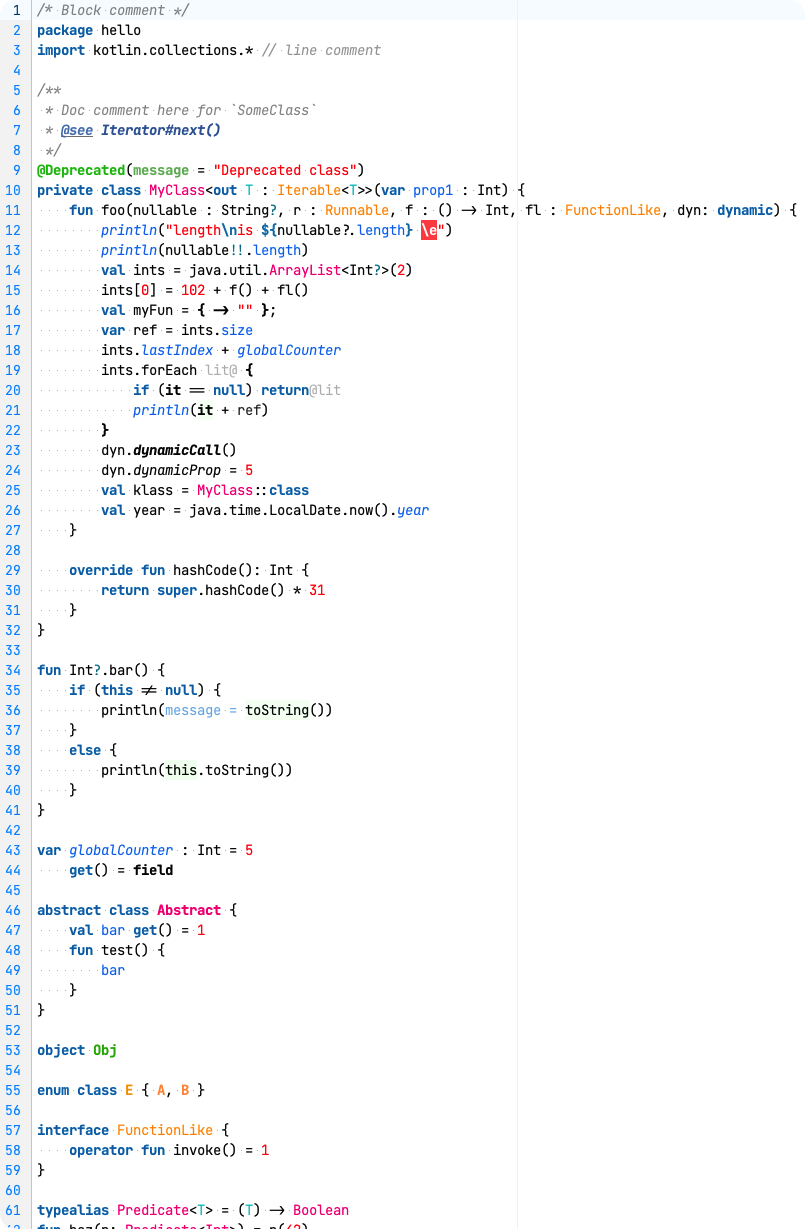 1 /* Block comment */
2 package hello
3 import kotlin.collections.* // line comment
4
5 /**
6  * Doc comment here for `SomeClass`
7  * @see Iterator#next()
8  */
9 @Deprecated(message = "Deprecated class")
10 private class MyClass<out T : Iterable<T>>(var prop1 : Int) {
11     fun foo(nullable : String?, r : Runnable, f : () -> Int, fl : FunctionLike, dyn: dynamic) {
12         println("length\nis ${nullable?.length} \e")
13         println(nullable!!.length)
14         val ints = java.util.ArrayList<Int?>(2)
15         ints[0] = 102 + f() + fl()
16         val myFun = { -> "" };
17         var ref = ints.size
18         ints.lastIndex + globalCounter
19         ints.forEach lit@ {
20             if (it == null) return@lit
21             println(it + ref)
22         }
23         dyn.dynamicCall()
24         dyn.dynamicProp = 5
25         val klass = MyClass::class
26         val year = java.time.LocalDate.now().year
27     }
28
29     override fun hashCode(): Int {
30         return super.hashCode() * 31
31     }
32 }
33
34 fun Int?.bar() {
35     if (this != null) {
36         println(message = toString())
37     }
38     else {
39         println(this.toString())
40     }
41 }
42
43 var globalCounter : Int = 5
44     get() = field
45
46 abstract class Abstract {
47     val bar get() = 1
48     fun test() {
49         bar
50     }
51 }
52
53 object Obj
54
55 enum class E { A, B }
56
57 interface FunctionLike {
58     operator fun invoke() = 1
59 }
60
61 typealias Predicate<T> = (T) -> Boolean